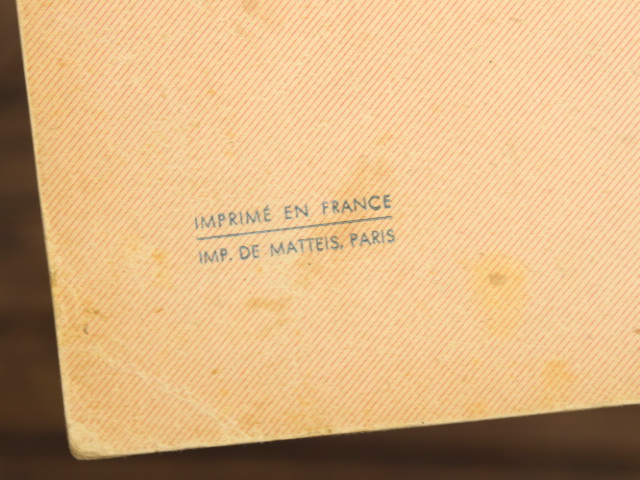 IMPRIMÉ EN FRANCE
IMP. DE MATTEIS, PARIS